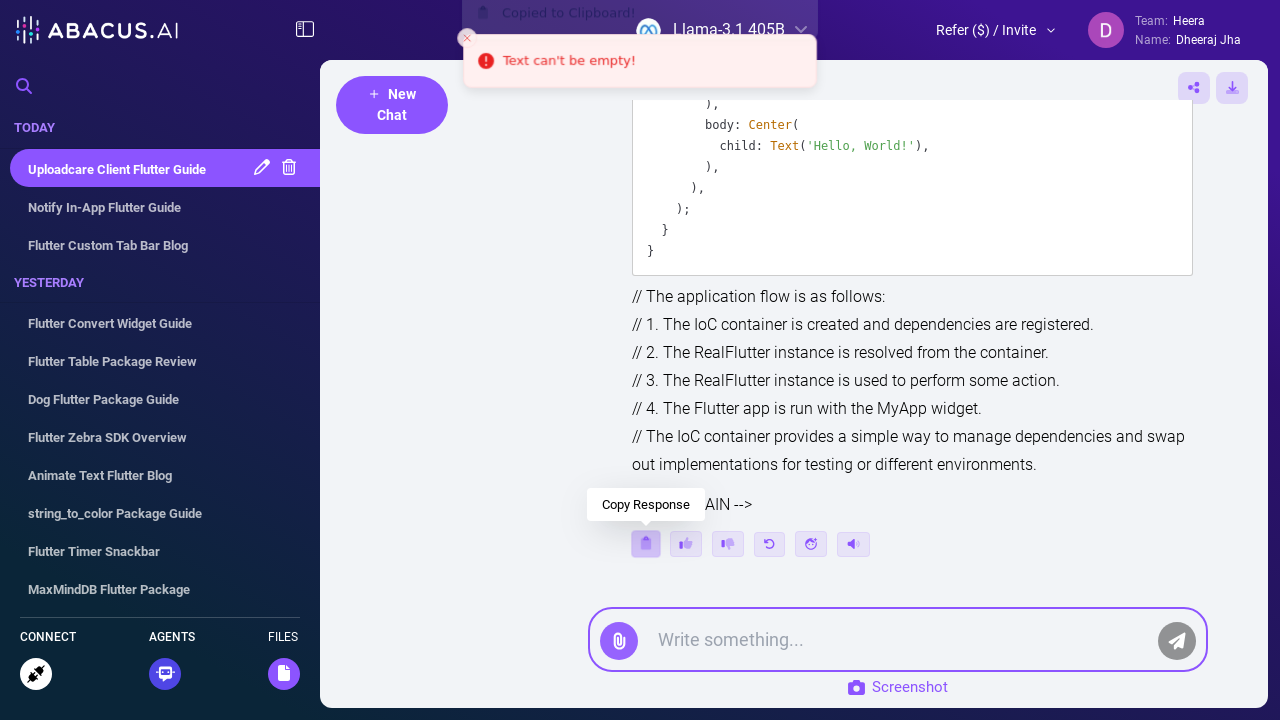 ABACUS.AI
Copied to Clipboard!
Llama-3.1 405B
Text can't be empty!
Refer ($) / Invite
D
Team: Heera
Name: Dheeraj Jha
TODAY
Uploadcare Client Flutter Guide
Notify In-App Flutter Guide
Flutter Custom Tab Bar Blog
YESTERDAY
Flutter Convert Widget Guide
Flutter Table Package Review
Dog Flutter Package Guide
Flutter Zebra SDK Overview
Animate Text Flutter Blog
string_to_color Package Guide
Flutter Timer Snackbar
MaxMindDB Flutter Package
CONNECT
AGENTS
FILES
+ New
Chat
),
body: Center(
child: Text('Hello, World!'),
),
),
);
}
}
// The application flow is as follows:
// 1. The IoC container is created and dependencies are registered.
// 2. The RealFlutter instance is resolved from the container.
// 3. The RealFlutter instance is used to perform some action.
// 4. The Flutter app is run with the MyApp widget.
// The IoC container provides a simple way to manage dependencies and swap
out implementations for testing or different environments.
AIN -->
Copy Response
Write something...
Screenshot